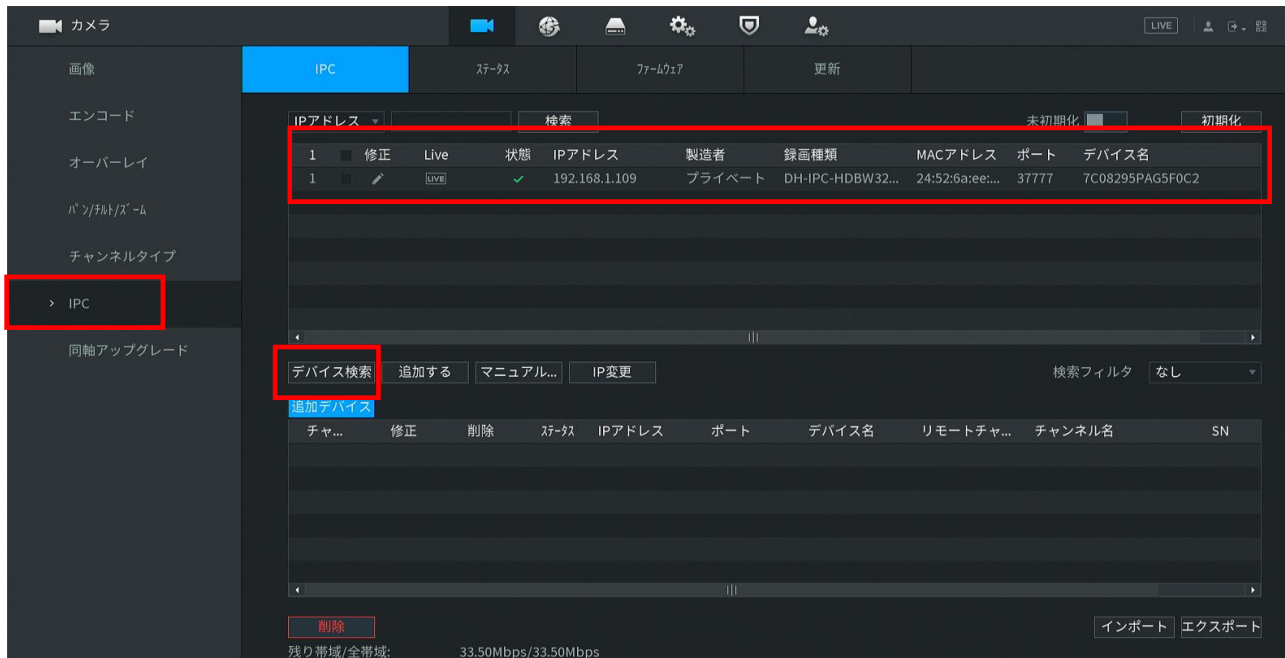 カメラ LIVE
画像
エンコード
オーバーレイ
パン/チルト/ズーム
チャンネルタイプ
> IPC
同軸アップグレード
IPC ステータス ファームウェア 更新
IPアドレス 検索 未初期化 初期化
1 修正 Live 状態 IPアドレス 製造者 録画種類 MACアドレス ポート デバイス名
1 LIVE 192.168.1.109 プライベート DH-IPC-HDBW32... 24:52:6a:ee:... 37777 7C08295PAG5F0C2
デバイス検索 追加する マニュアル... IP変更 検索フィルタ なし
追加デバイス
チャ... 修正 削除 ステータス IPアドレス ポート デバイス名 リモートチャ... チャンネル名 SN
削除 インポート エクスポート
残り帯域/全帯域: 33.50Mbps/33.50Mbps